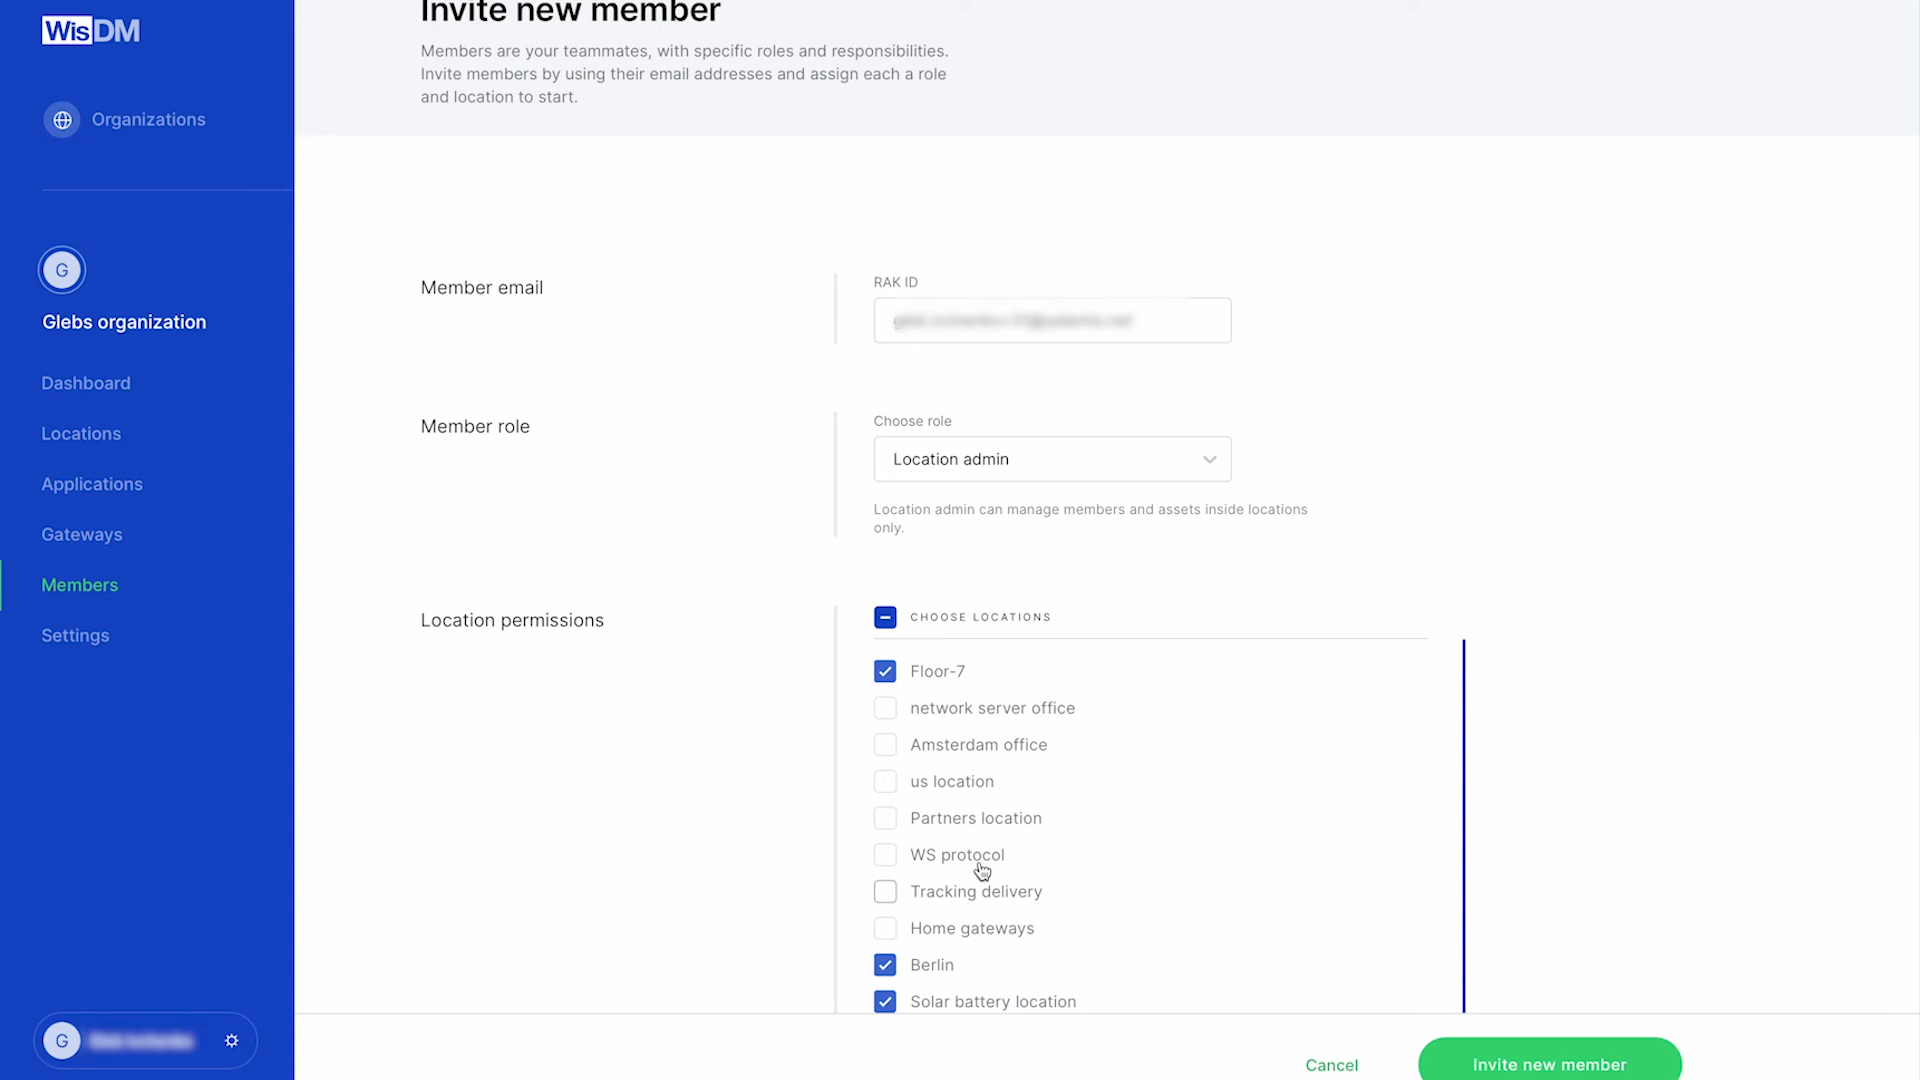 WisDM
Organizations
G
Glebs organization
Dashboard
Locations
Applications
Gateways
Members
Settings
G
Invite new member
Members are your teammates, with specific roles and responsibilities.
Invite members by using their email addresses and assign each a role
and location to start.
Member email
RAK ID
Member role
Choose role
Location admin
Location admin can manage members and assets inside locations
only.
Location permissions
CHOOSE LOCATIONS
Floor-7
network server office
Amsterdam office
us location
Partners location
WS protocol
Tracking delivery
Home gateways
Berlin
Solar battery location
Cancel
Invite new member